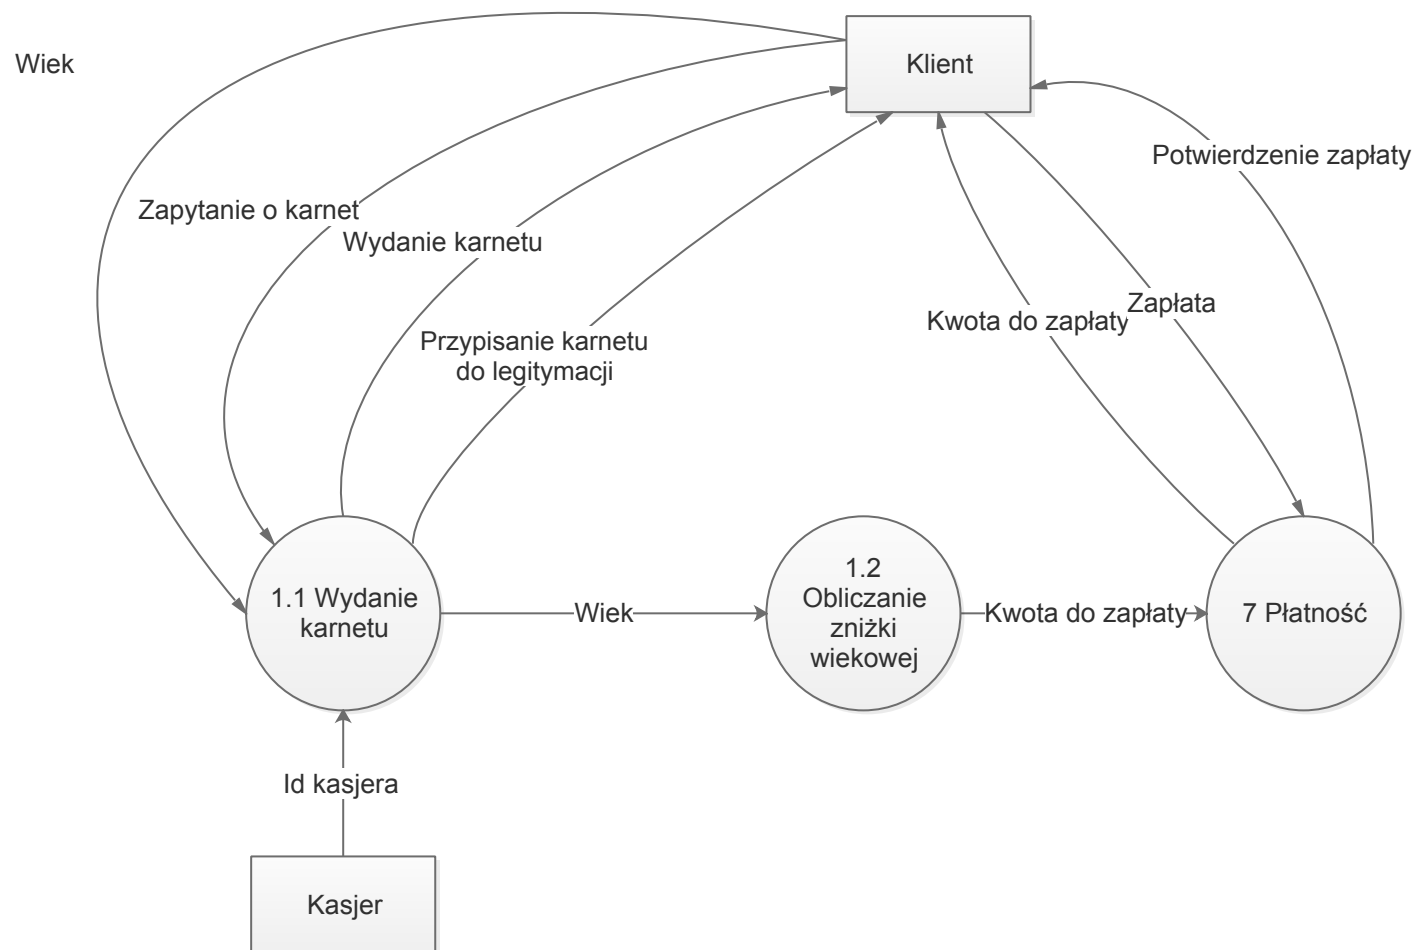 Klient
Wiek
Potwierdzenie zapłaty
Zapytanie o karnet
Wydanie karnetu
Zapłata
Kwota do zapłaty
Przypisanie karnetu
do legitymacji
1.1 Wydanie
karnetu
Wiek
1.2
Obliczanie
zniżki
wiekowej
Kwota do zapłaty
7 Płatność
Id kasjera
Kasjer